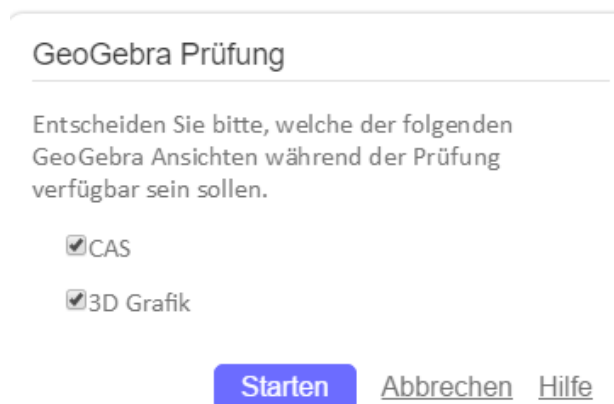 GeoGebra Prüfung
Entscheiden Sie bitte, welche der folgenden
GeoGebra Ansichten während der Prüfung
verfügbar sein sollen.
CAS
3D Grafik
Starten Abbrechen Hilfe